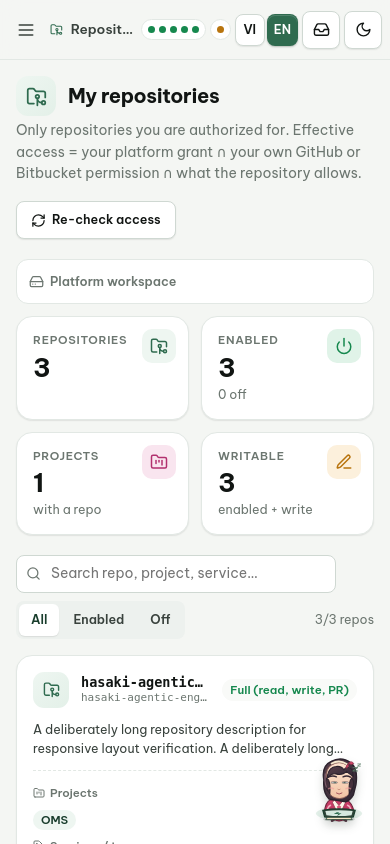 Reposit...
VI
EN
My repositories
Only repositories you are authorized for. Effective
access = your platform grant ∩ your own GitHub or
Bitbucket permission ∩ what the repository allows.
Re-check access
Platform workspace
REPOSITORIES
3
ENABLED
3
0 off
PROJECTS
1
with a repo
WRITABLE
3
enabled + write
Search repo, project, service...
All
Enabled
Off
3/3 repos
hasaki-agentic...
hasaki-agentic-eng...
Full (read, write, PR)
A deliberately long repository description for
responsive layout verification. A deliberately long...
Projects
OMS